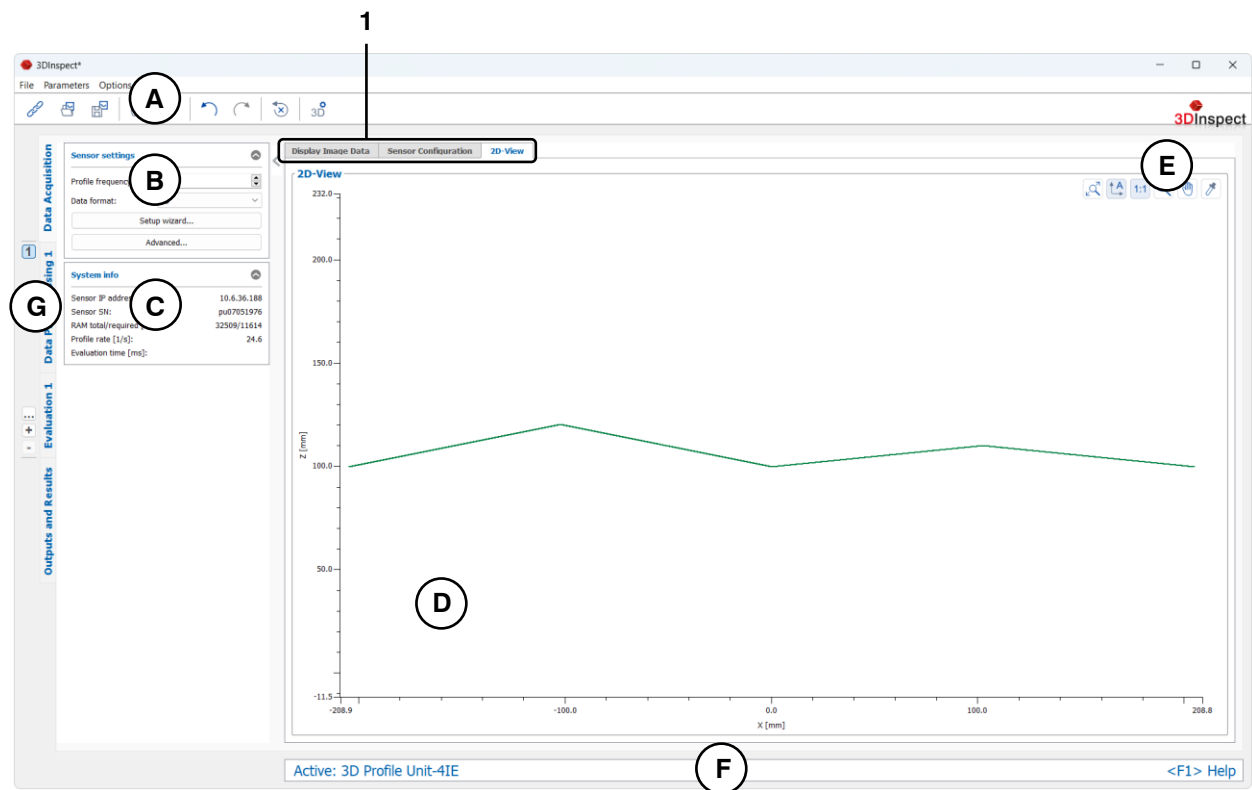 1
3DInspect*
File Parameters Options
A
3D
3DInspect
Data Acquisition
Sensor settings
Display Image Data Sensor Configuration 2D-View
B
E
Profile frequency
Data format:
Setup wizard...
Advanced...
2D-View
1:1
232.0
200.0
150.0
100.0
50.0
-11.5
Z [mm]
-208.9 -100.0 0.0 100.0 208.8
X [mm]
1
G
System info
C
Sensor IP 10.6.36.188
Sensor SN: pu07051976
RAM total/required 32509/11614
Profile rate [1/s]: 24.6
Evaluation time [ms]:
Data
Evaluation 1
...
+
-
Outputs and Results
D
Active: 3D Profile Unit-4IE
F
<F1> Help